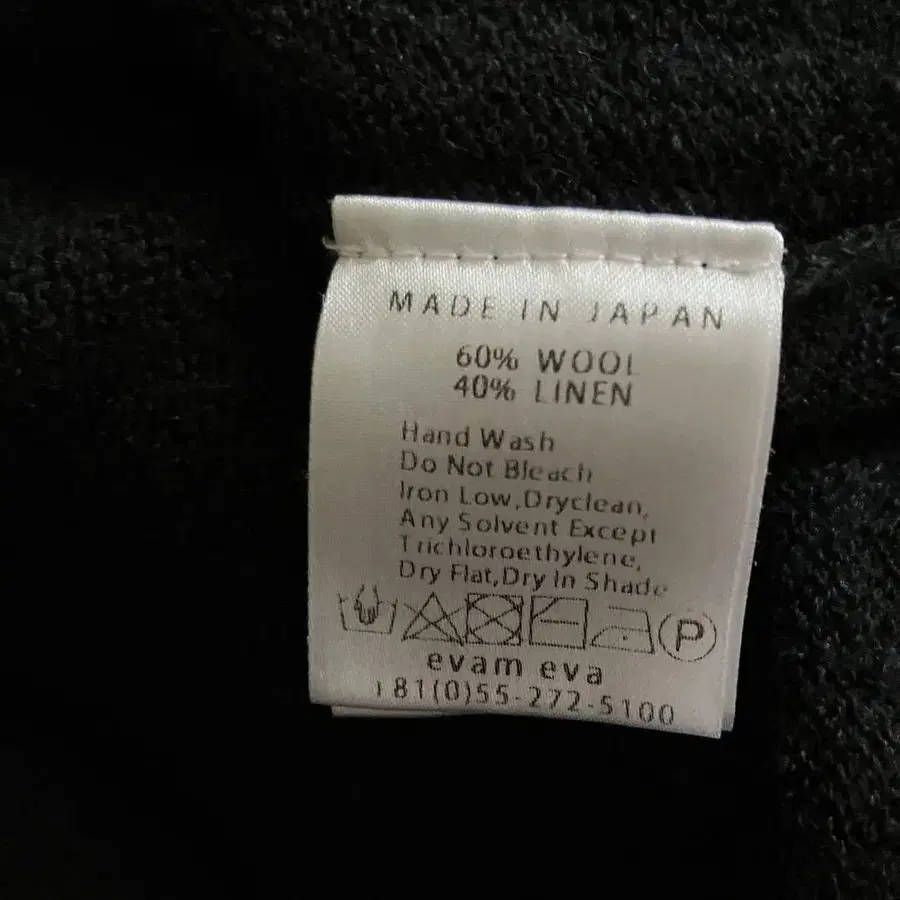 MADE IN JAPAN
60% WOOL
40% LINEN
Hand Wash
Do Not Bleach
Iron Low,Dryclean,
Any Solvent Except
Trichloroethylene,
Dry Flat,Dry In Shade
P
evam eva
+81(0)55-272-5100